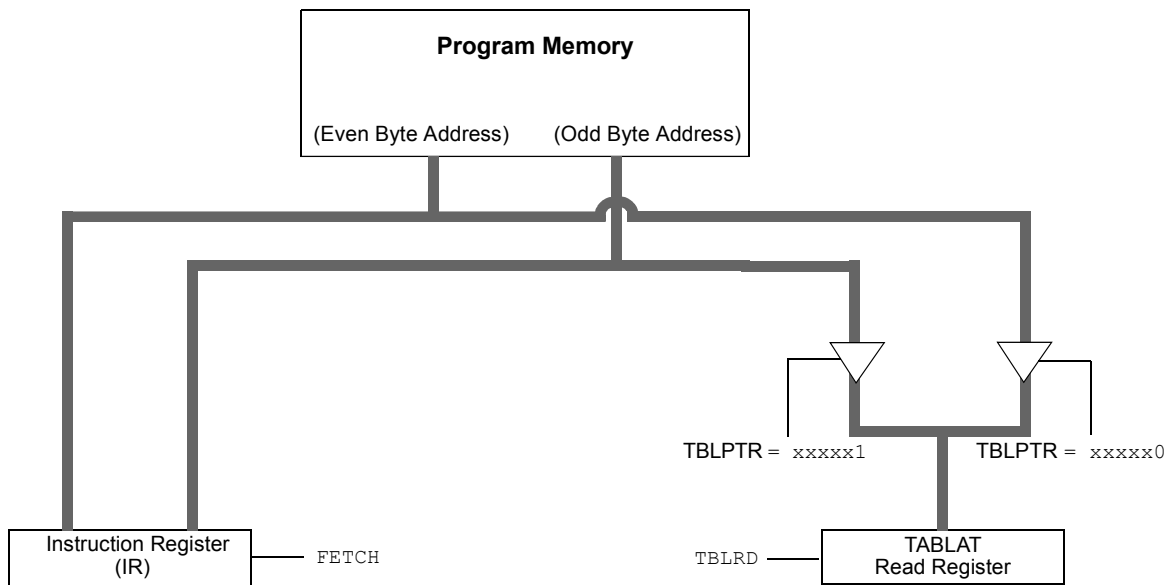 Program Memory
(Even Byte Address) (Odd Byte Address)
TBLPTR = xxxxx1
TBLPTR = xxxxx0
Instruction Register
(IR)
FETCH
TBLRD
TABLAT
Read Register